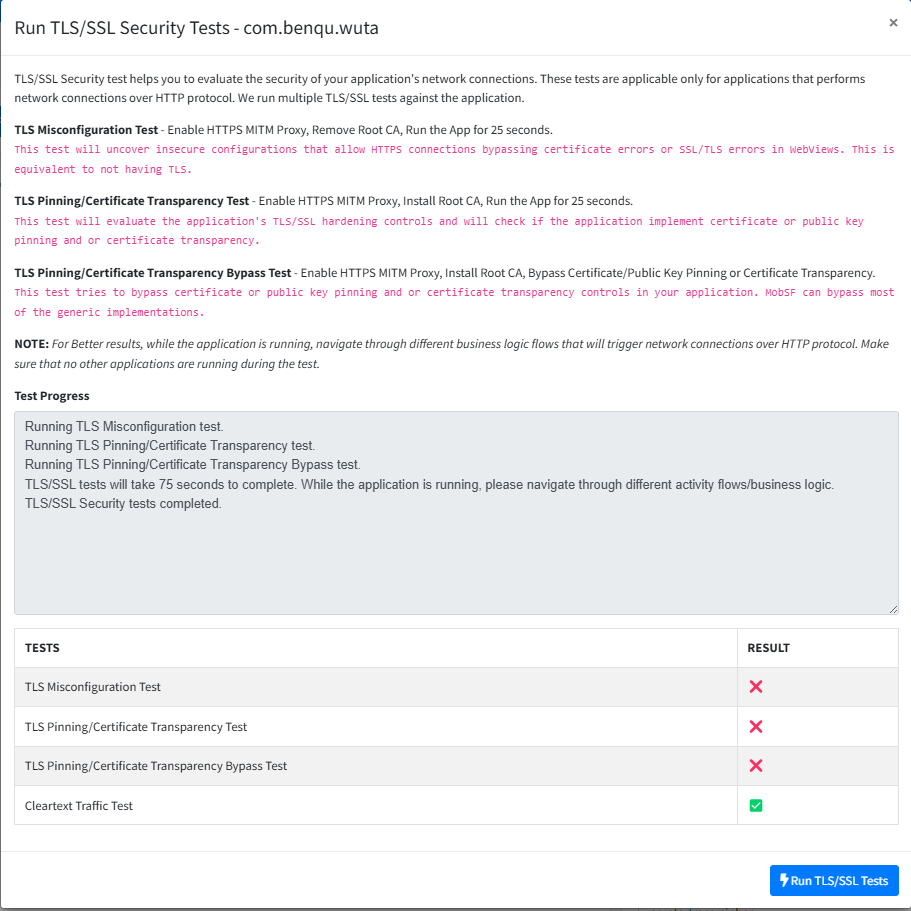 Run TLS/SSL Security Tests - com.benqu.wuta
×
TLS/SSL Security test helps you to evaluate the security of your application's network connections. These tests are applicable only for applications that performs
network connections over HTTP protocol. We run multiple TLS/SSL tests against the application.
TLS Misconfiguration Test - Enable HTTPS MITM Proxy, Remove Root CA, Run the App for 25 seconds.
This test will uncover insecure configurations that allow HTTPS connections bypassing certificate errors or SSL/TLS errors in WebViews. This is
equivalent to not having TLS.
TLS Pinning/Certificate Transparency Test - Enable HTTPS MITM Proxy, Install Root CA, Run the App for 25 seconds.
This test will evaluate the application's TLS/SSL hardening controls and will check if the application implement certificate or public key
pinning and or certificate transparency.
TLS Pinning/Certificate Transparency Bypass Test - Enable HTTPS MITM Proxy, Install Root CA, Bypass Certificate/Public Key Pinning or Certificate Transparency.
This test tries to bypass certificate or public key pinning and or certificate transparency controls in your application. MobSF can bypass most
of the generic implementations.
NOTE: For Better results, while the application is running, navigate through different business logic flows that will trigger network connections over HTTP protocol. Make
sure that no other applications are running during the test.
Test Progress
Running TLS Misconfiguration test.
Running TLS Pinning/Certificate Transparency test.
Running TLS Pinning/Certificate Transparency Bypass test.
TLS/SSL tests will take 75 seconds to complete. While the application is running, please navigate through different activity flows/business logic.
TLS/SSL Security tests completed.
TESTS RESULT
TLS Misconfiguration Test
TLS Pinning/Certificate Transparency Test
TLS Pinning/Certificate Transparency Bypass Test
Cleartext Traffic Test
Run TLS/SSL Tests